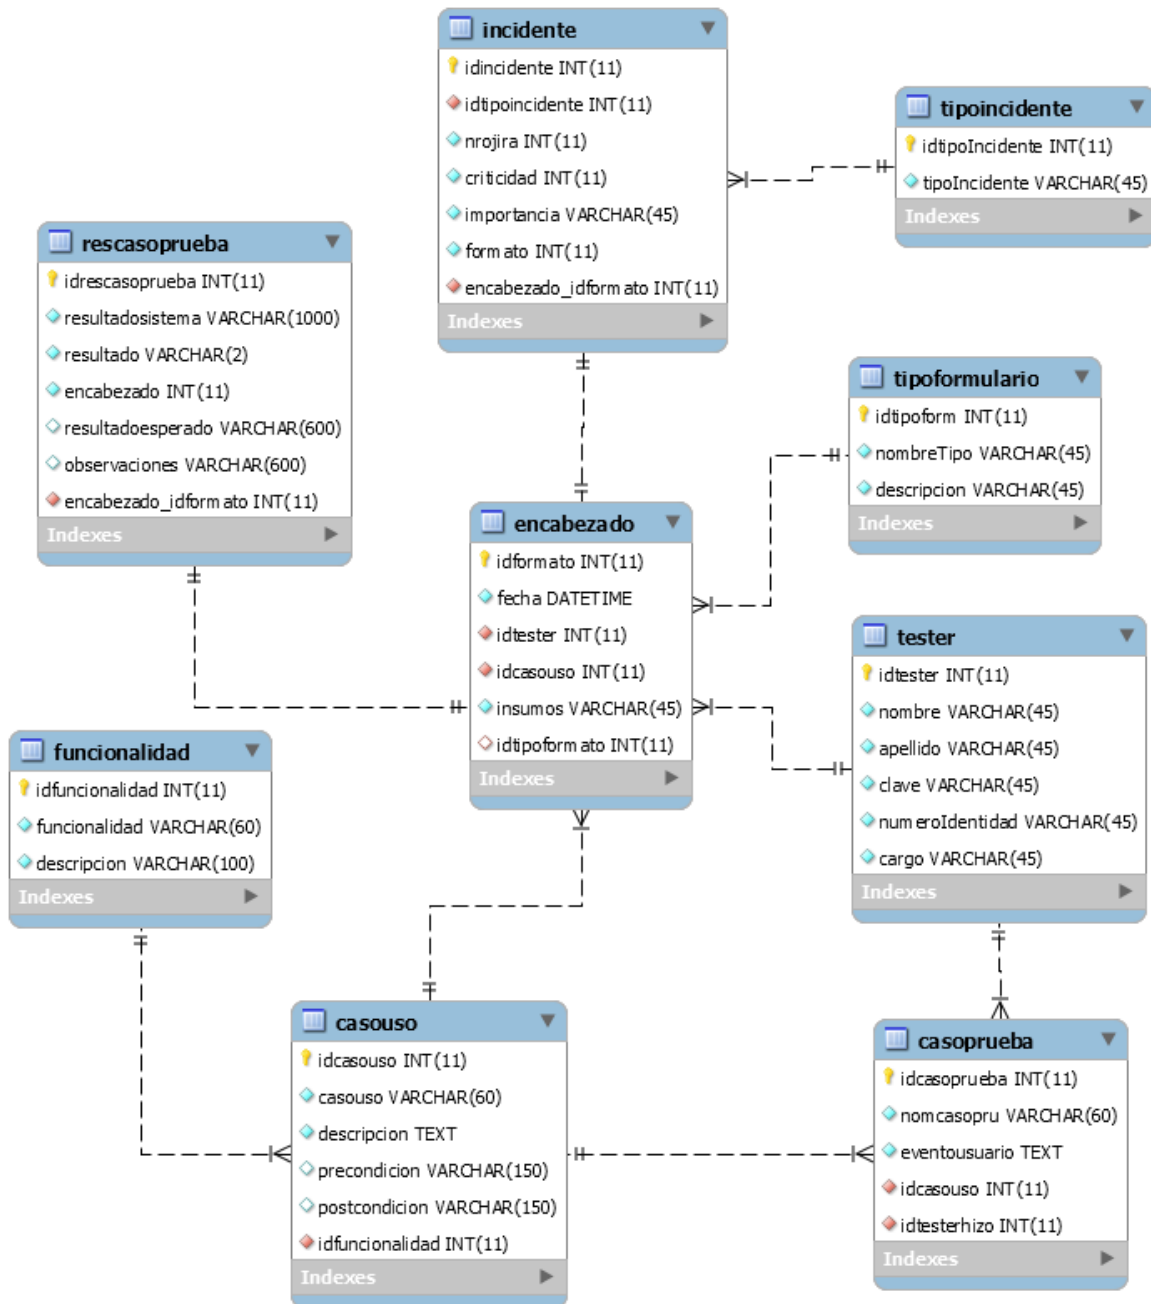 incidente
idincidente INT(11)
idtipoincidente INT(11)
nrojira INT(11)
criticidad INT(11)
importancia VARCHAR(45)
formato INT(11)
encabezado_idformato INT(11)
Indexes
tipoincidente
idtipoIncidente INT(11)
tipoIncidente VARCHAR(45)
Indexes
rescasoprueba
idrescasoprueba INT(11)
resultadosistema VARCHAR(1000)
resultado VARCHAR(2)
encabezado INT(11)
resultadoesperado VARCHAR(600)
observaciones VARCHAR(600)
encabezado_idformato INT(11)
Indexes
tipoformulario
idtipoform INT(11)
nombreTipo VARCHAR(45)
descripcion VARCHAR(45)
Indexes
encabezado
idformato INT(11)
fecha DATETIME
idtester INT(11)
idcasouso INT(11)
insumos VARCHAR(45)
idtipoformato INT(11)
Indexes
tester
idtester INT(11)
nombre VARCHAR(45)
apellido VARCHAR(45)
clave VARCHAR(45)
numeroIdentidad VARCHAR(45)
cargo VARCHAR(45)
Indexes
funcionalidad
idfuncionalidad INT(11)
funcionalidad VARCHAR(60)
descripcion VARCHAR(100)
Indexes
casouso
idcasouso INT(11)
casouso VARCHAR(60)
descripcion TEXT
precondicion VARCHAR(150)
postcondicion VARCHAR(150)
idfuncionalidad INT(11)
Indexes
casoprueba
idcasoprueba INT(11)
nomcasopru VARCHAR(60)
eventousuario TEXT
idcasouso INT(11)
idtesterhizo INT(11)
Indexes